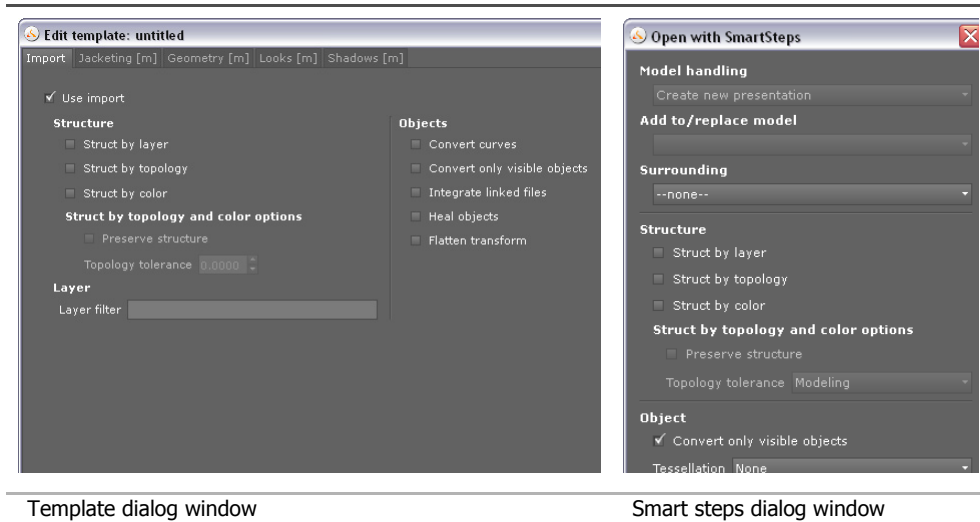 Edit template: untitled
Import Jacketing [m] Geometry [m] Looks [m] Shadows [m]
Use import
Structure
Struct by layer
Struct by topology
Struct by color
Struct by topology and color options
Preserve structure
Topology tolerance 0.0000
Layer
Layer filter
Objects
Convert curves
Convert only visible objects
Integrate linked files
Heal objects
Flatten transform
Template dialog window
Open with SmartSteps
Model handling
Create new presentation
Add to/replace model
Surrounding
--none--
Structure
Struct by layer
Struct by topology
Struct by color
Struct by topology and color options
Preserve structure
Topology tolerance Modeling
Object
Convert only visible objects
Tessellation None
Smart steps dialog window